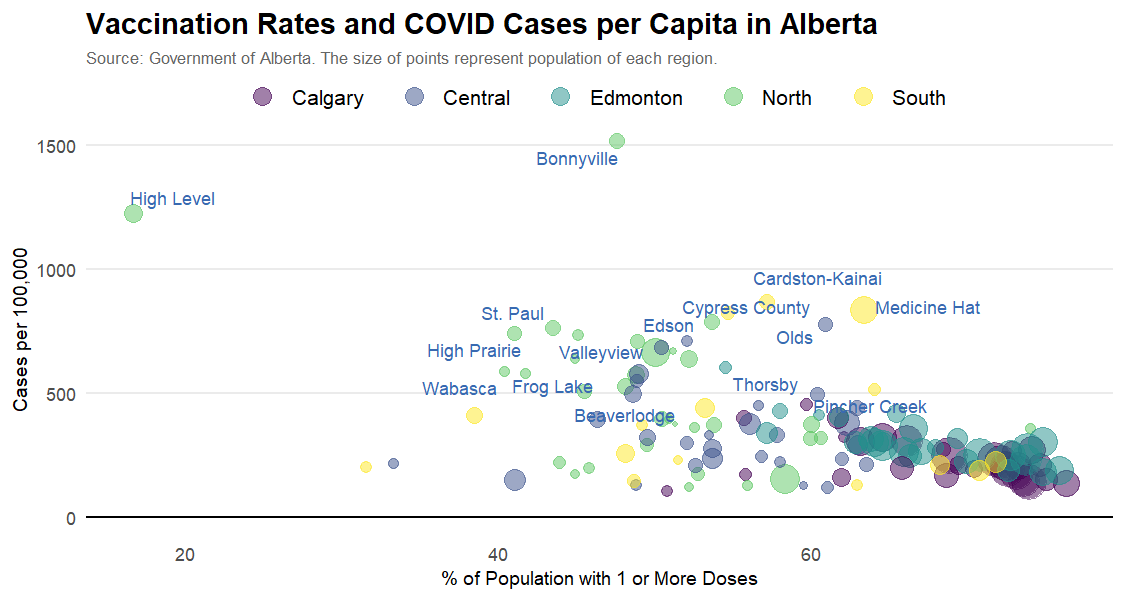 Vaccination Rates and COVID Cases per Capita in Alberta
Source: Government of Alberta. The size of points represent population of each region.
Calgary Central Edmonton North South
1500
Bonnyville
High Level
Cases per 100,000
1000
Cardston-Kainai
Cypress County
Medicine Hat
St. Paul
Edson
Olds
High Prairie
Valleyview
Wabasca
Frog Lake
Thorsby
500
Pincher Creek
Beaverlodge
0
20 40 60
% of Population with 1 or More Doses